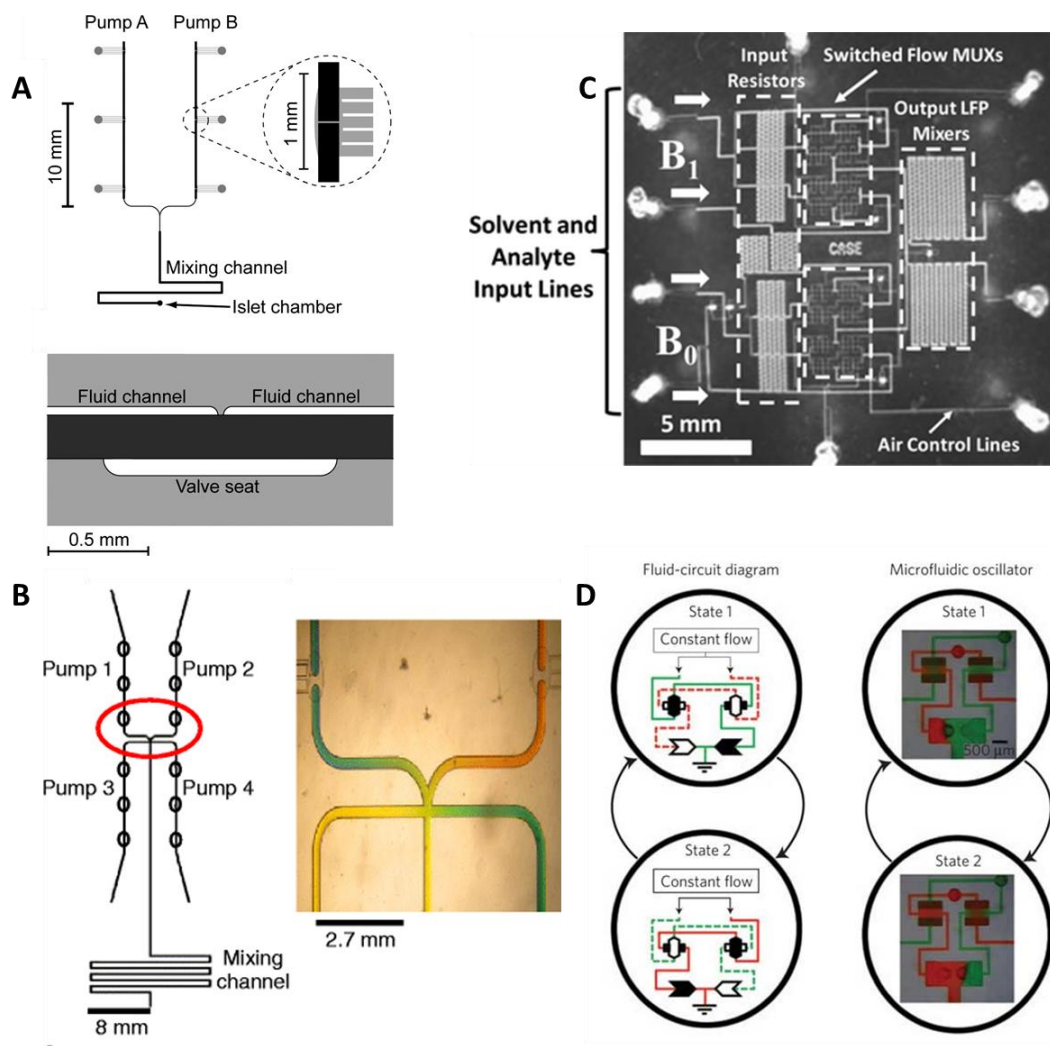 A
Pump A
Pump B
10 mm
1 mm
Mixing channel
Islet chamber
Fluid channel
Fluid channel
Valve seat
0.5 mm
B
Pump 1
Pump 2
Pump 3
Pump 4
Mixing
channel
8 mm
2.7 mm
C
Solvent and
Analyte
Input Lines
Input
Resistors
Switched Flow MUXs
Output LFP
Mixers
B1
B0
CASE
5 mm
Air Control Lines
D
Fluid-circuit diagram
Microfluidic oscillator
State 1
Constant flow
State 1
500 μm
State 2
Constant flow
State 2